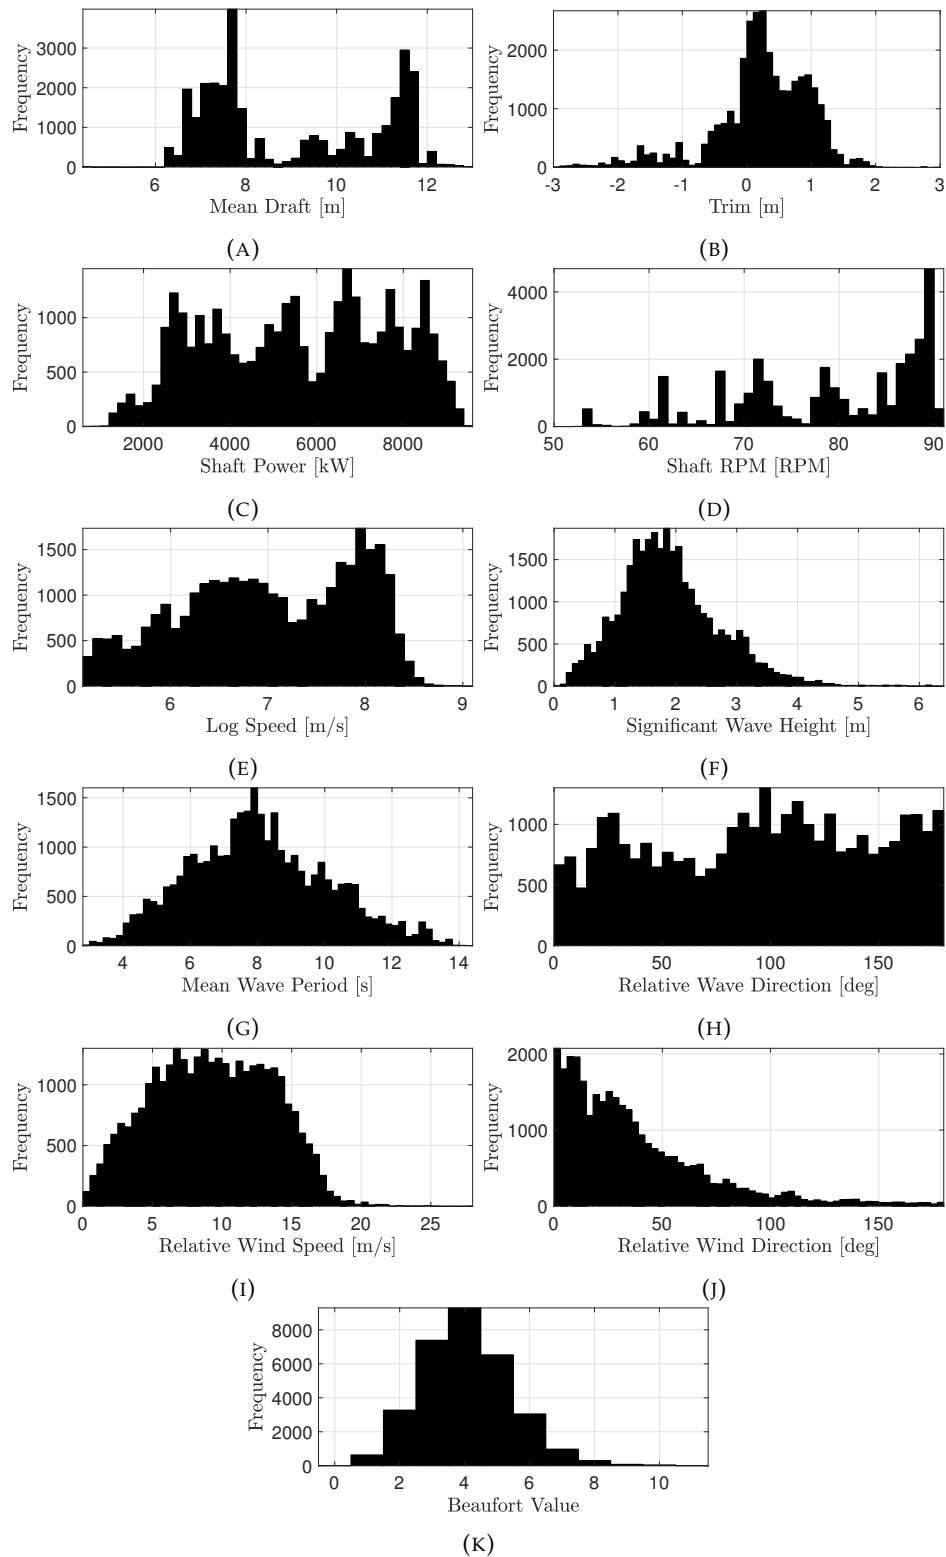 Frequency
3000
2000
1000
0
6 8 10 12
Mean Draft [m]
(A)
Frequency
2000
1000
0
-3 -2 -1 0 1 2 3
Trim [m]
(B)
Frequency
1000
500
0
2000 4000 6000 8000
Shaft Power [kW]
(C)
Frequency
4000
2000
0
50 60 70 80 90
Shaft RPM [RPM]
(D)
Frequency
1500
1000
500
0
6 7 8 9
Log Speed [m/s]
(E)
Frequency
1500
1000
500
0
0 1 2 3 4 5 6
Significant Wave Height [m]
(F)
Frequency
1500
1000
500
0
4 6 8 10 12 14
Mean Wave Period [s]
(G)
Frequency
1000
500
0
0 50 100 150
Relative Wave Direction [deg]
(H)
Frequency
1000
500
0
0 5 10 15 20 25
Relative Wind Speed [m/s]
(I)
Frequency
2000
1000
0
0 50 100 150
Relative Wind Direction [deg]
(J)
Frequency
8000
6000
4000
2000
0
0 2 4 6 8 10
Beaufort Value
(K)